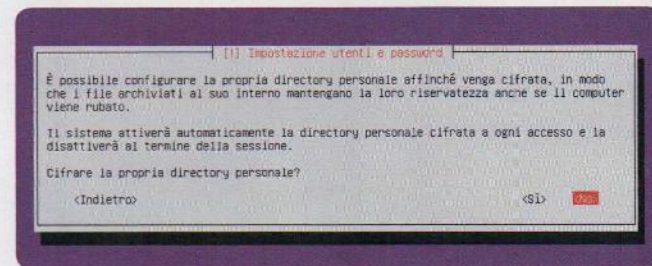 [!] Impostazione utenti e password
È possibile configurare la propria directory personale affinché venga cifrata, in modo
che i file archiviati al suo interno mantengano la loro riservatezza anche se il computer
viene rubato.
Il sistema attiverà automaticamente la directory personale cifrata a ogni accesso e la
disattiverà al termine della sessione.
Cifrare la propria directory personale?
<Indietro> <Sì> <No>